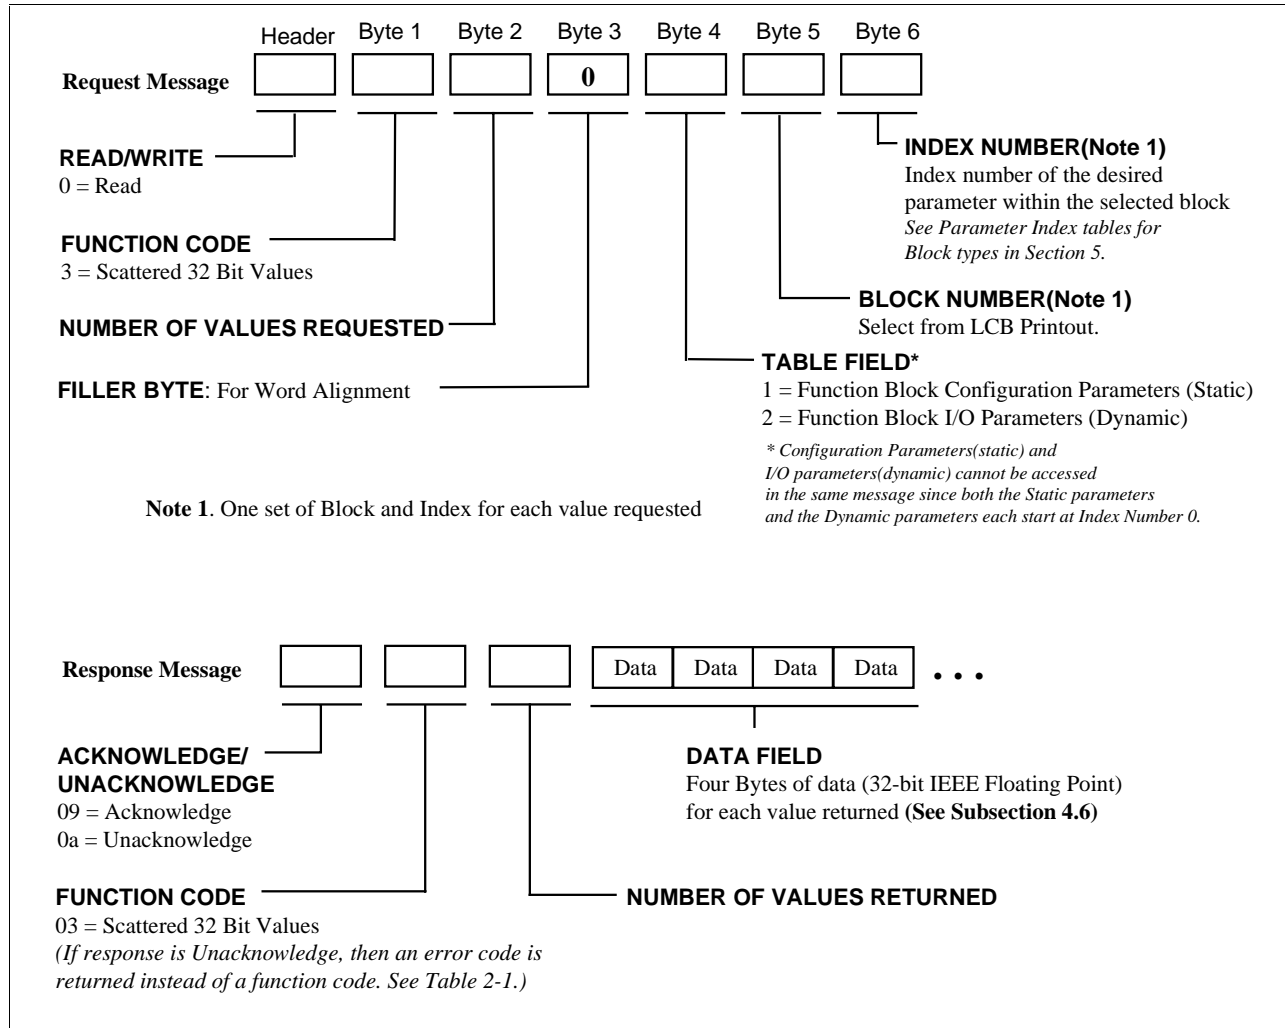 Header Byte 1 Byte 2 Byte 3 Byte 4 Byte 5 Byte 6
Request Message 0
READ/WRITE
0 = Read
FUNCTION CODE
3 = Scattered 32 Bit Values
NUMBER OF VALUES REQUESTED
FILLER BYTE: For Word Alignment
INDEX NUMBER(Note 1)
Index number of the desired
parameter within the selected block
See Parameter Index tables for
Block types in Section 5.
BLOCK NUMBER(Note 1)
Select from LCB Printout.
TABLE FIELD*
1 = Function Block Configuration Parameters (Static)
2 = Function Block I/O Parameters (Dynamic)
* Configuration Parameters(static) and
I/O parameters(dynamic) cannot be accessed
in the same message since both the Static parameters
and the Dynamic parameters each start at Index Number 0.
Note 1. One set of Block and Index for each value requested
Response Message Data Data Data Data . . .
ACKNOWLEDGE/
UNACKNOWLEDGE
09 = Acknowledge
0a = Unacknowledge
FUNCTION CODE
03 = Scattered 32 Bit Values
(If response is Unacknowledge, then an error code is
returned instead of a function code. See Table 2-1.)
DATA FIELD
Four Bytes of data (32-bit IEEE Floating Point)
for each value returned (See Subsection 4.6)
NUMBER OF VALUES RETURNED